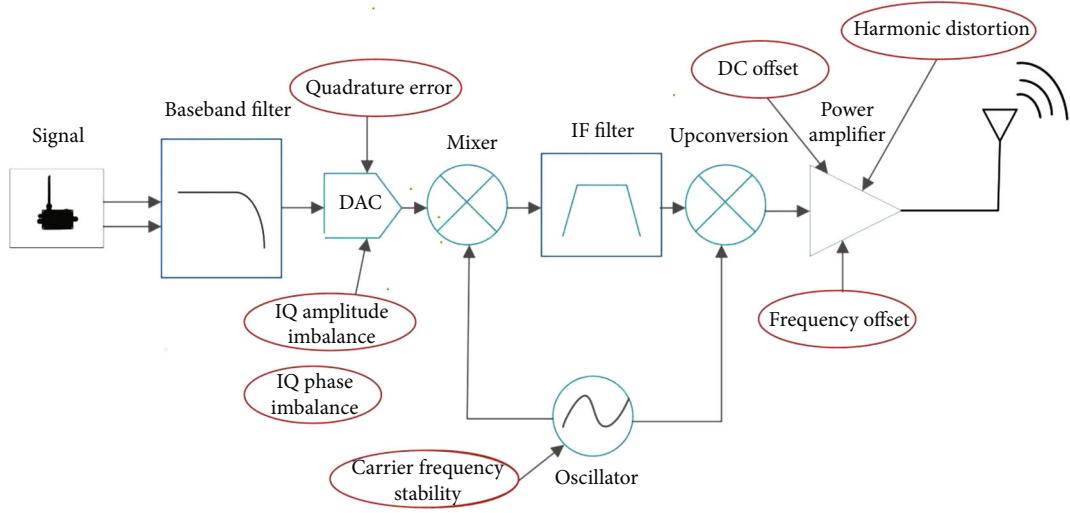 Harmonic distortion
DC offset
Quadrature error
Baseband filter
Power
amplifier
Signal
Mixer
IF filter
Upconversion
DAC
IQ amplitude
imbalance
Frequency offset
IQ phase
imbalance
Carrier frequency
stability
Oscillator